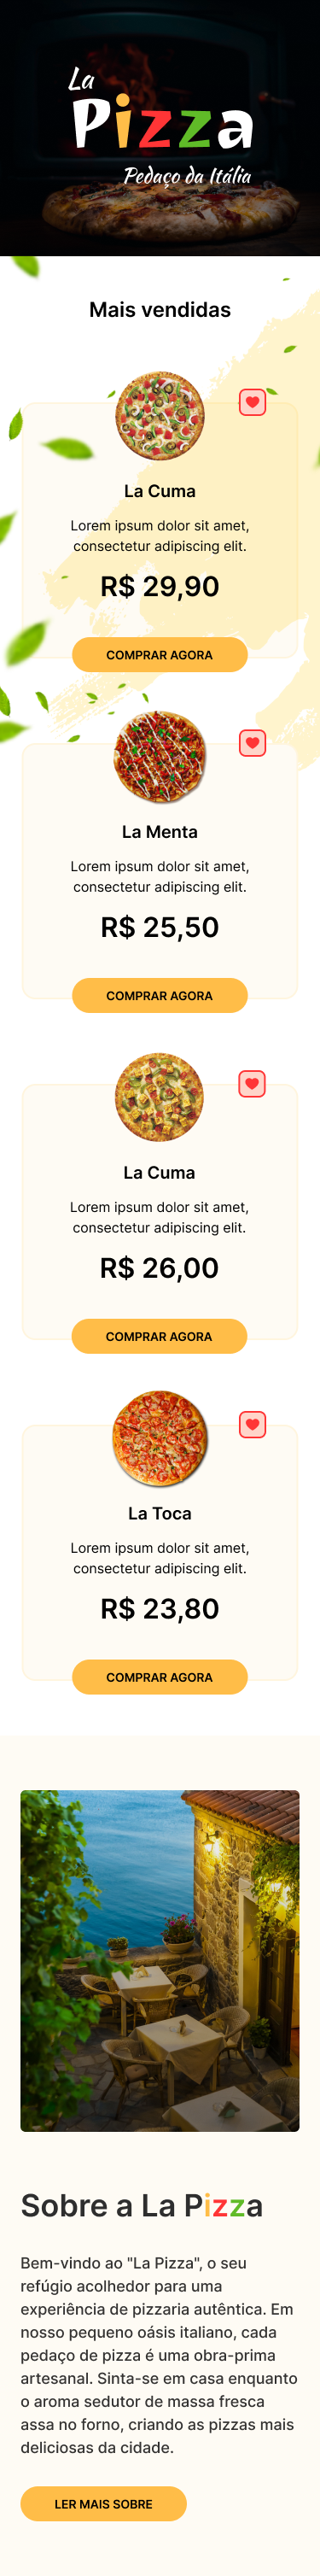 La
Pizza
Pedaço da Itália
Mais vendidas
La Cuma
Lorem ipsum dolor sit amet,
consectetur adipiscing elit.
R$ 29,90
COMPRAR AGORA
La Menta
Lorem ipsum dolor sit amet,
consectetur adipiscing elit.
R$ 25,50
COMPRAR AGORA
La Cuma
Lorem ipsum dolor sit amet,
consectetur adipiscing elit.
R$ 26,00
COMPRAR AGORA
La Toca
Lorem ipsum dolor sit amet,
consectetur adipiscing elit.
R$ 23,80
COMPRAR AGORA
Sobre a La Pizza
Bem-vindo ao "La Pizza", o seu
refúgio acolhedor para uma
experiência de pizzaria autêntica. Em
nosso pequeno oásis italiano, cada
pedaço de pizza é uma obra-prima
artesanal. Sinta-se em casa enquanto
o aroma sedutor de massa fresca
assa no forno, criando as pizzas mais
deliciosas da cidade.
LER MAIS SOBRE